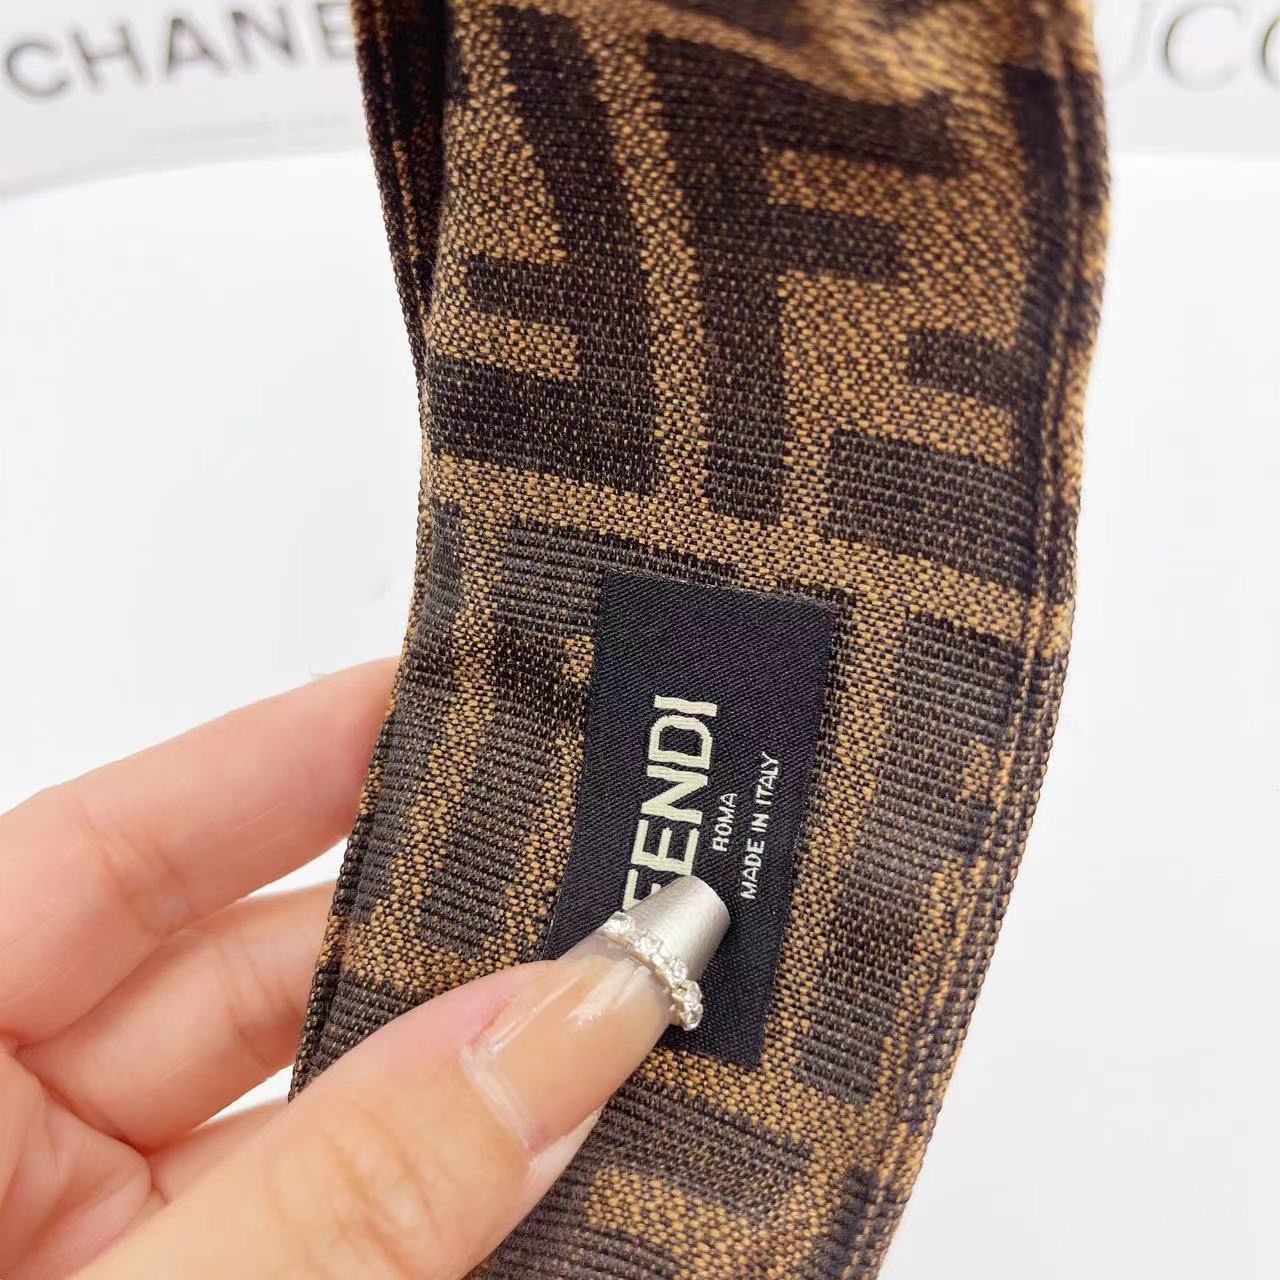 CHANE
UCC
FENDI
ROMA
MADE IN ITALY